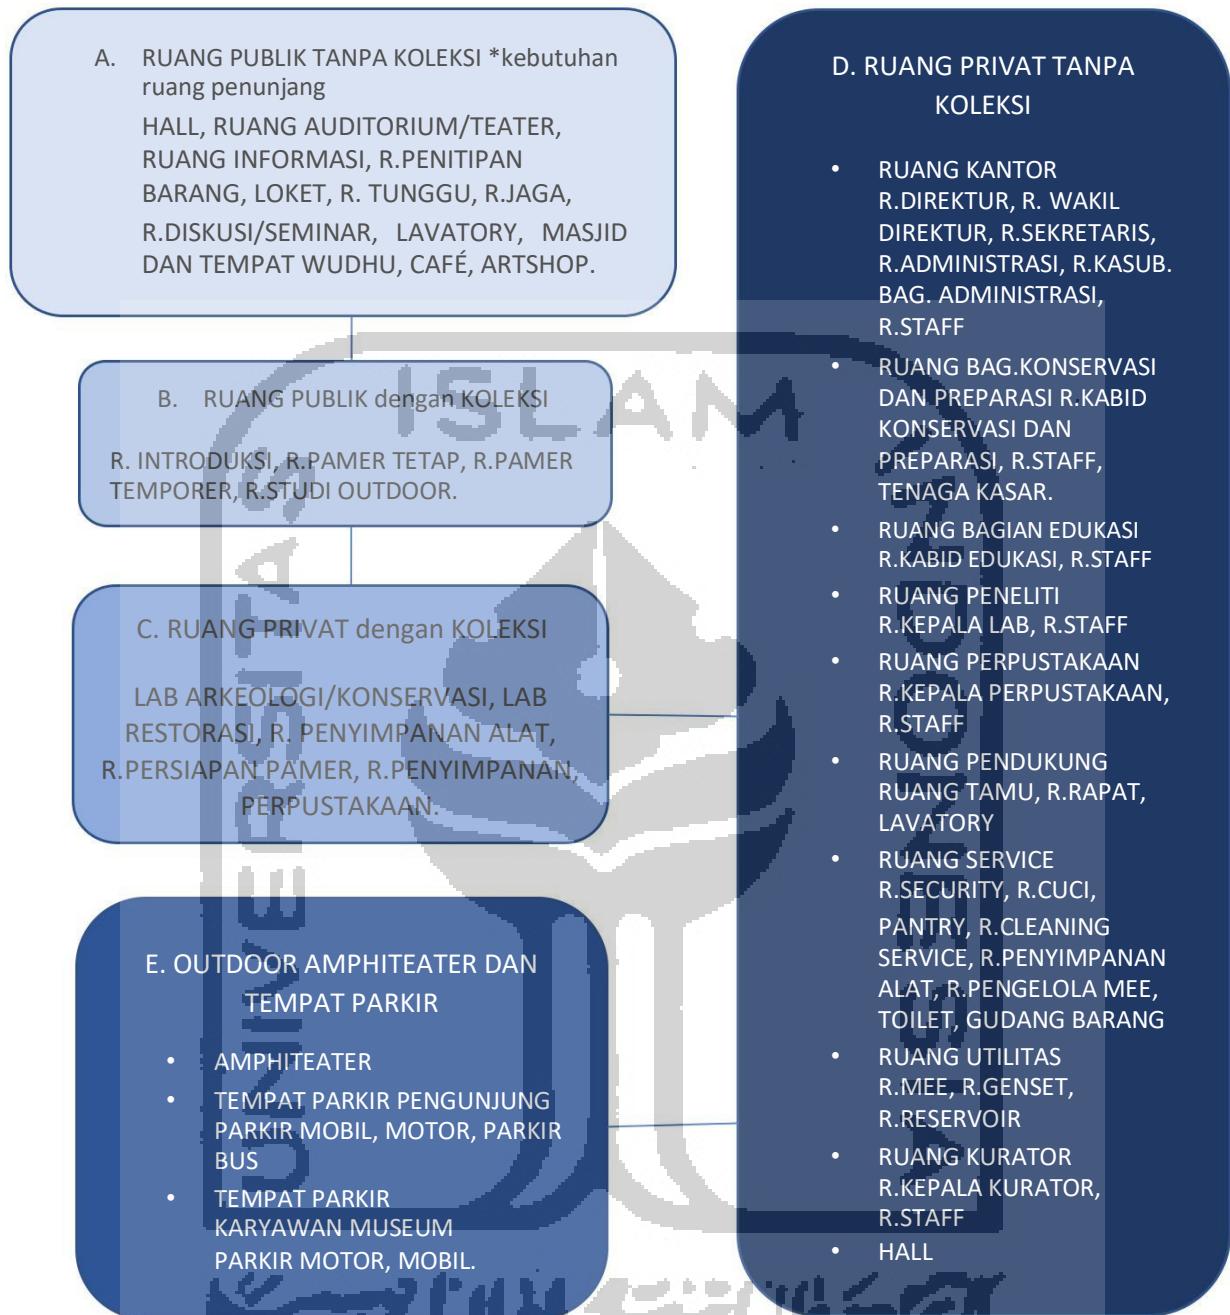 A. RUANG PUBLIK TANPA KOLEKSI *kebutuhan
ruang penunjang
HALL, RUANG AUDITORIUM/TEATER,
RUANG INFORMASI, R.PENITIPAN
BARANG, LOKET, R. TUNGGU, R.JAGA,
R.DISKUSI/SEMINAR, LAVATORY, MASJID
DAN TEMPAT WUDHU, CAFÉ, ARTSHOP.
B. RUANG PUBLIK dengan KOLEKSI
R. INTRODUKSI, R.PAMER TETAP, R.PAMER
TEMPORER, R.STUDI OUTDOOR.
C. RUANG PRIVAT dengan KOLEKSI
LAB ARKEOLOGI/KONSERVASI, LAB
RESTORASI, R. PENYIMPANAN ALAT,
R.PERSIAPAN PAMER, R.PENYIMPANAN,
PERPUSTAKAAN.
E. OUTDOOR AMPHITEATER DAN
TEMPAT PARKIR
• AMPHITEATER
• TEMPAT PARKIR PENGUNJUNG
PARKIR MOBIL, MOTOR, PARKIR
BUS
• TEMPAT PARKIR
KARYAWAN MUSEUM
PARKIR MOTOR, MOBIL.
D. RUANG PRIVAT TANPA
KOLEKSI
• RUANG KANTOR
R.DIREKTUR, R. WAKIL
DIREKTUR, R.SEKRETARIS,
R.ADMINISTRASI, R.KASUB.
BAG. ADMINISTRASI,
R.STAFF
• RUANG BAG.KONSERVASI
DAN PREPARASI R.KABID
KONSERVASI DAN
PREPARASI, R.STAFF,
TENAGA KASAR.
• RUANG BAGIAN EDUKASI
R.KABID EDUKASI, R.STAFF
• RUANG PENELITI
R.KEPALA LAB, R.STAFF
• RUANG PERPUSTAKAAN
R.KEPALA PERPUSTAKAAN,
R.STAFF
• RUANG PENDUKUNG
RUANG TAMU, R.RAPAT,
LAVATORY
• RUANG SERVICE
R.SECURITY, R.CUCI,
PANTRY, R.CLEANING
SERVICE, R.PENYIMPANAN
ALAT, R.PENGELOLA MEE,
TOILET, GUDANG BARANG
• RUANG UTILITAS
R.MEE, R.GENSET,
R.RESERVOIR
• RUANG KURATOR
R.KEPALA KURATOR,
R.STAFF
• HALL
UNIVERSITAS
ISLAM
INDONESIA